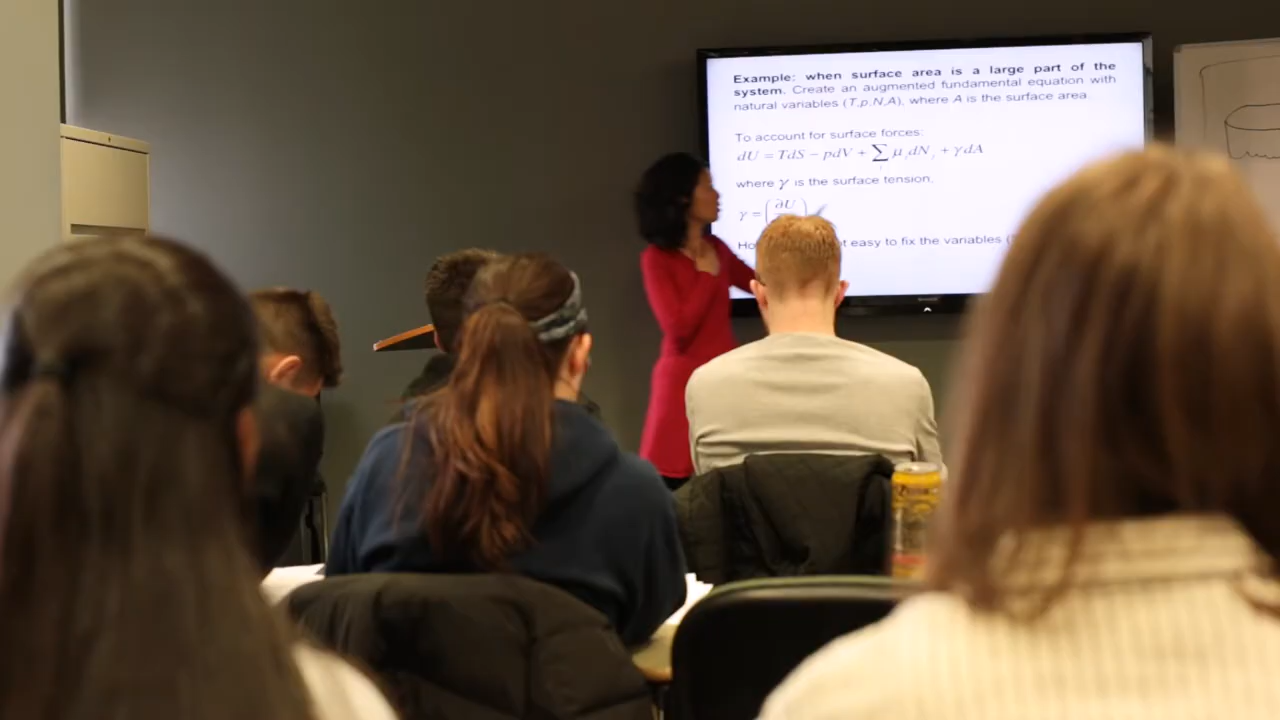 Example: when surface area is a large part of the
system. Create an augmented fundamental equation with
natural variables (T,p,N,A), where A is the surface area
To account for surface forces:
dU = TdS − pdV + ∑ μ_i dN_i + γdA
where γ is the surface tension,
γ = (∂U
easy to fix the variables (